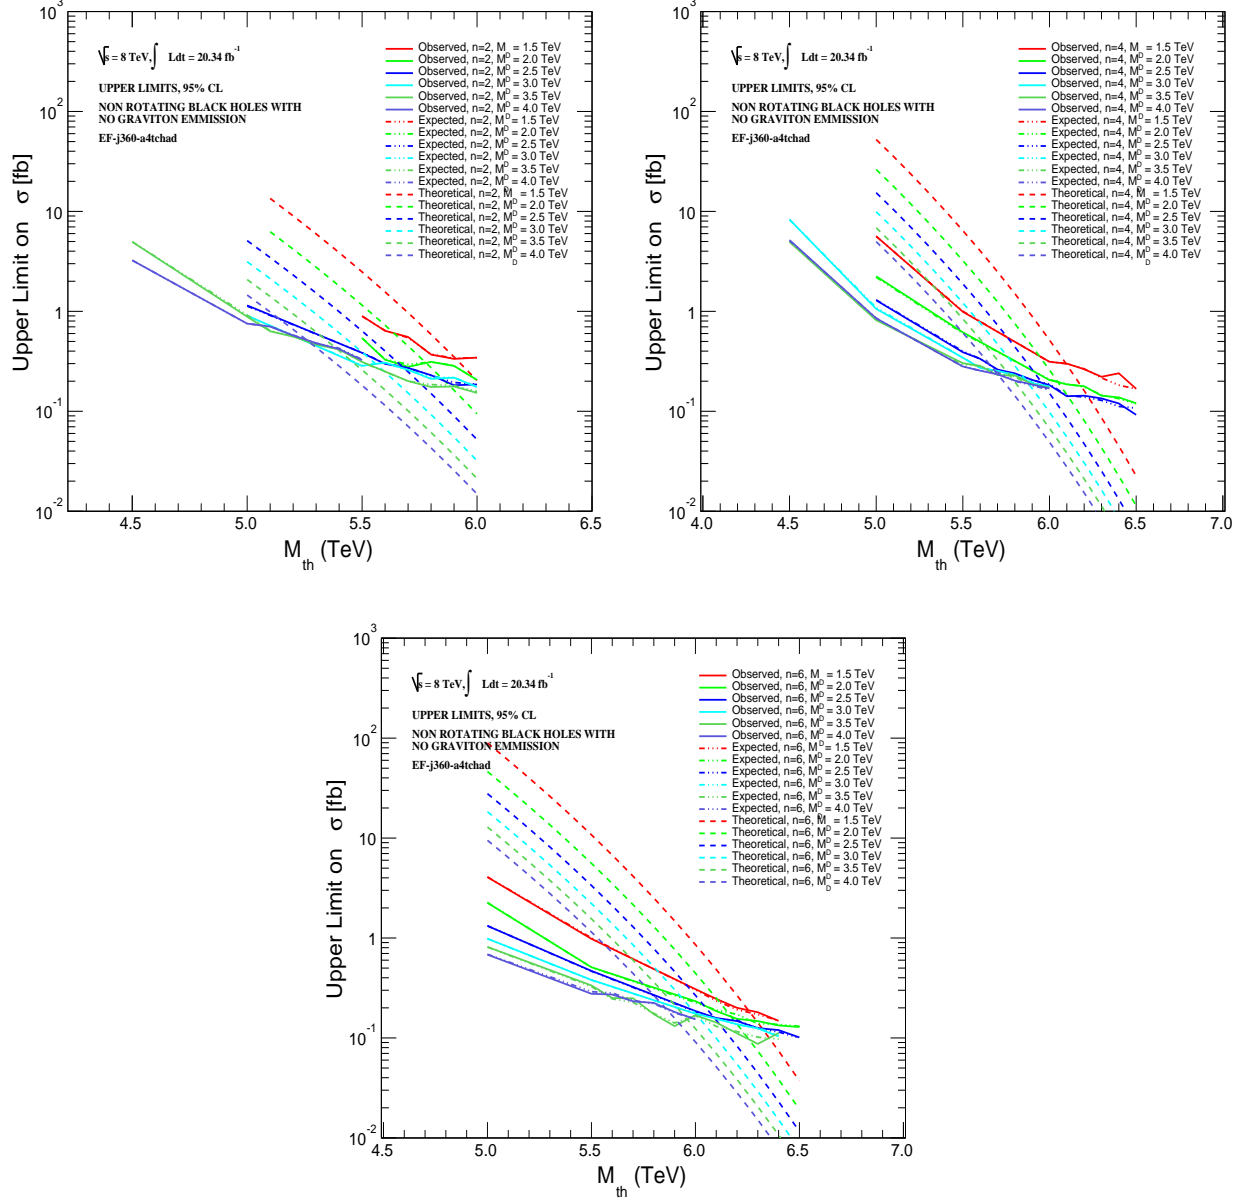 10^3
10^2
10
1
10^-1
10^-2
Upper Limit on σ [fb]
√s = 8 TeV, ∫ Ldt = 20.34 fb^-1
UPPER LIMITS, 95% CL
NON ROTATING BLACK HOLES WITH
NO GRAVITON EMMISSION
EF-j360-a4tchad
Observed, n=2, M_D = 1.5 TeV
Observed, n=2, M_D = 2.0 TeV
Observed, n=2, M_D = 2.5 TeV
Observed, n=2, M_D = 3.0 TeV
Observed, n=2, M_D = 3.5 TeV
Observed, n=2, M_D = 4.0 TeV
Expected, n=2, M_D = 1.5 TeV
Expected, n=2, M_D = 2.0 TeV
Expected, n=2, M_D = 2.5 TeV
Expected, n=2, M_D = 3.0 TeV
Expected, n=2, M_D = 3.5 TeV
Expected, n=2, M_D = 4.0 TeV
Theoretical, n=2, M_D = 1.5 TeV
Theoretical, n=2, M_D = 2.0 TeV
Theoretical, n=2, M_D = 2.5 TeV
Theoretical, n=2, M_D = 3.0 TeV
Theoretical, n=2, M_D = 3.5 TeV
Theoretical, n=2, M_D = 4.0 TeV
4.5 5.0 5.5 6.0 6.5
M_th (TeV)
10^3
10^2
10
1
10^-1
10^-2
Upper Limit on σ [fb]
√s = 8 TeV, ∫ Ldt = 20.34 fb^-1
UPPER LIMITS, 95% CL
NON ROTATING BLACK HOLES WITH
NO GRAVITON EMMISSION
EF-j360-a4tchad
Observed, n=4, M_D = 1.5 TeV
Observed, n=4, M_D = 2.0 TeV
Observed, n=4, M_D = 2.5 TeV
Observed, n=4, M_D = 3.0 TeV
Observed, n=4, M_D = 3.5 TeV
Observed, n=4, M_D = 4.0 TeV
Expected, n=4, M_D = 1.5 TeV
Expected, n=4, M_D = 2.0 TeV
Expected, n=4, M_D = 2.5 TeV
Expected, n=4, M_D = 3.0 TeV
Expected, n=4, M_D = 3.5 TeV
Expected, n=4, M_D = 4.0 TeV
Theoretical, n=4, M_D = 1.5 TeV
Theoretical, n=4, M_D = 2.0 TeV
Theoretical, n=4, M_D = 2.5 TeV
Theoretical, n=4, M_D = 3.0 TeV
Theoretical, n=4, M_D = 3.5 TeV
Theoretical, n=4, M_D = 4.0 TeV
4.0 4.5 5.0 5.5 6.0 6.5 7.0
M_th (TeV)
10^3
10^2
10
1
10^-1
10^-2
Upper Limit on σ [fb]
√s = 8 TeV, ∫ Ldt = 20.34 fb^-1
UPPER LIMITS, 95% CL
NON ROTATING BLACK HOLES WITH
NO GRAVITON EMMISSION
EF-j360-a4tchad
Observed, n=6, M_D = 1.5 TeV
Observed, n=6, M_D = 2.0 TeV
Observed, n=6, M_D = 2.5 TeV
Observed, n=6, M_D = 3.0 TeV
Observed, n=6, M_D = 3.5 TeV
Observed, n=6, M_D = 4.0 TeV
Expected, n=6, M_D = 1.5 TeV
Expected, n=6, M_D = 2.0 TeV
Expected, n=6, M_D = 2.5 TeV
Expected, n=6, M_D = 3.0 TeV
Expected, n=6, M_D = 3.5 TeV
Expected, n=6, M_D = 4.0 TeV
Theoretical, n=6, M_D = 1.5 TeV
Theoretical, n=6, M_D = 2.0 TeV
Theoretical, n=6, M_D = 2.5 TeV
Theoretical, n=6, M_D = 3.0 TeV
Theoretical, n=6, M_D = 3.5 TeV
Theoretical, n=6, M_D = 4.0 TeV
4.5 5.0 5.5 6.0 6.5 7.0
M_th (TeV)